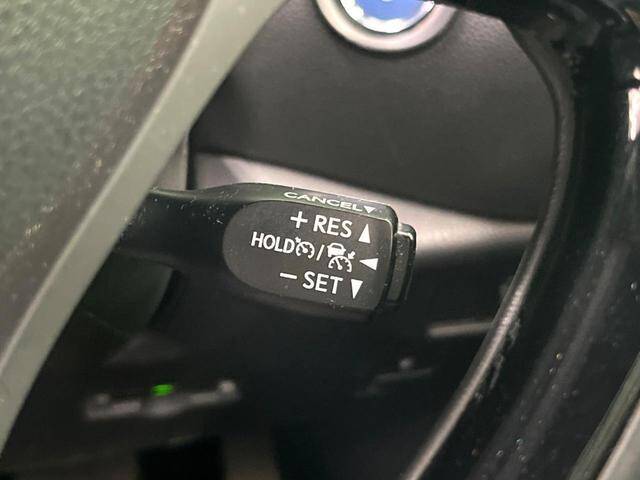 CANCEL▼
+ RES ▲
HOLD / ◄
− SET ▼